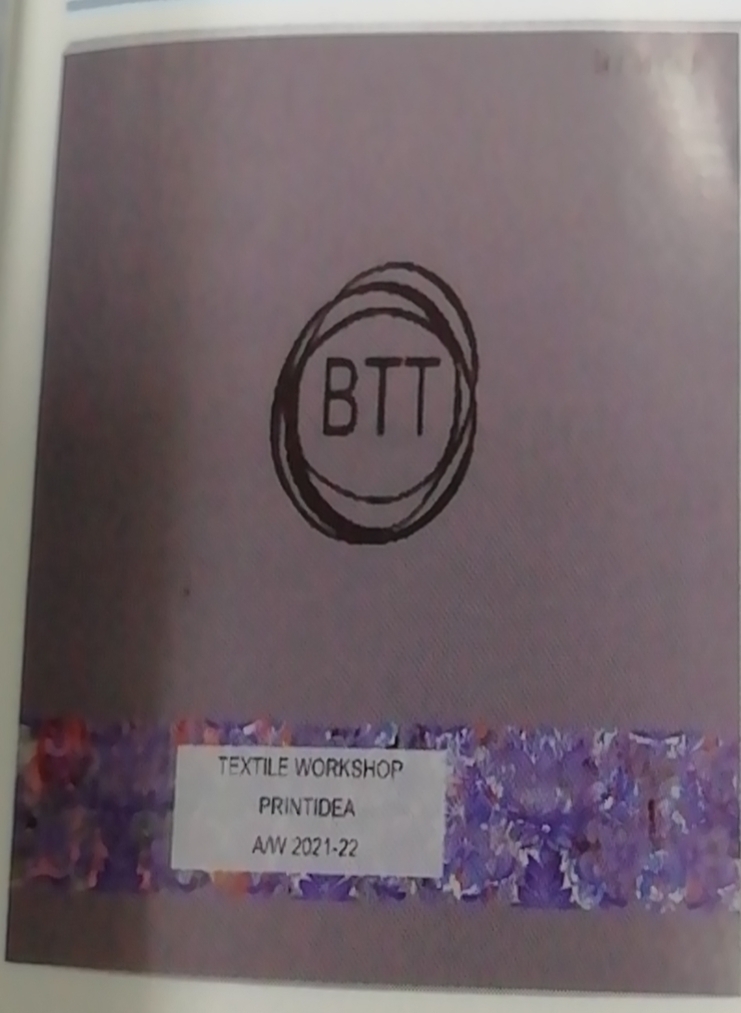 BTT
TEXTILE WORKSHOP
PRINTIDEA
A/W 2021-22